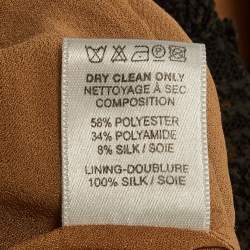 DRY CLEAN ONLY
NETTOYAGE À SEC
COMPOSITION
58% POLYESTER
34% POLYAMIDE
8% SILK / SOIE
LINING-DOUBLURE
100% SILK / SOIE